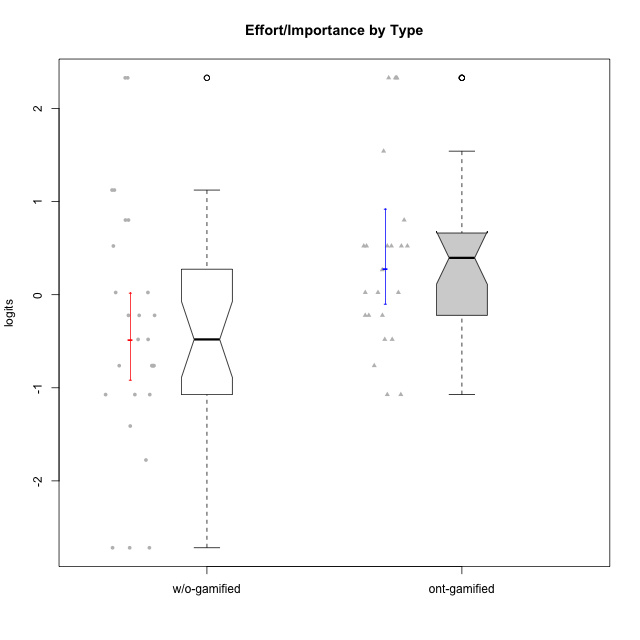 Effort/Importance by Type
logits
2
1
0
-1
-2
w/o-gamified
ont-gamified